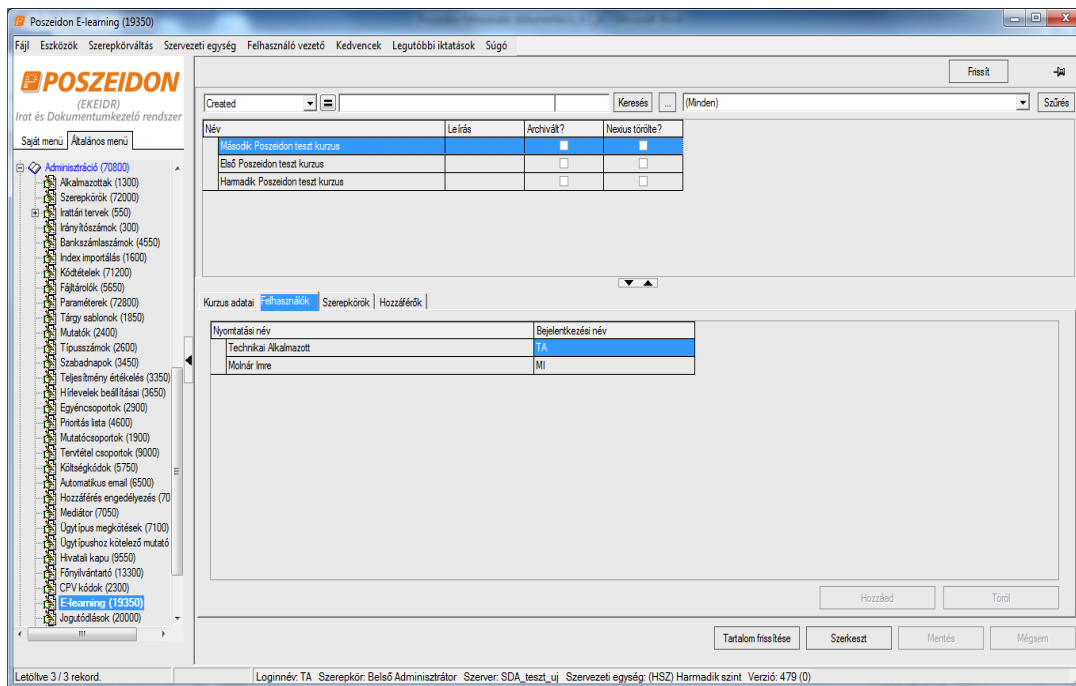 Poszeidon E-learning (19350)
Fájl Eszközök Szerepkörváltás Szervezeti egység Felhasználó vezető Kedvencek Legutóbbi iktatások Súgó
POSZEIDON
(EKEIDR)
Irat és Dokumentumkezelő rendszer
Saját menü Általános menü
Adminisztráció (70800)
Alkalmazottak (1300)
Szerepkörök (72000)
Irattári tervek (550)
Irányítószámok (300)
Bankszámlaszámok (4550)
Index importálás (1600)
Kódtételek (71200)
Fájltárolók (5650)
Paraméterek (72800)
Tárgy sablonok (1850)
Mutatók (2400)
Típusszámok (2600)
Szabadnapok (3450)
Teljesítmény értékelés (3350)
Hírlevelek beállításai (3650)
Egyéncsoportok (2900)
Prioritás lista (4600)
Mutatócsoportok (1900)
Tervtétel csoportok (9000)
Költségkódok (5750)
Automatikus email (6500)
Hozzáférés engedélyezés (70
Mediátor (7050)
Ügytípus megkötések (7100)
Ügytípushoz kötelező mutató
Hivatali kapu (9550)
Főnyilvántartó (13300)
CPV kódok (2300)
E-learning (19350)
Jogutódlások (20000)
Frissít
Created = Keresés ... (Minden) Szűrés
Név Leírás Archivált? Nexius törölte?
Második Poszeidon teszt kurzus
Első Poszeidon teszt kurzus
Harmadik Poszeidon teszt kurzus
Kurzus adatai Felhasználók Szerepkörök Hozzáférők
Nyomtatási név Bejelentkezési név
Technikai Alkalmazott TA
Molnár Imre MI
Hozzáad Töröl
Tartalom frissítése Szerkeszt Mentés Mégsem
Letöltve 3 / 3 rekord. Loginnév: TA Szerepkör: Belső Adminisztrátor Szerver: SDA_teszt_uj Szervezeti egység: (HSZ) Harmadik szint Verzió: 479 (0)